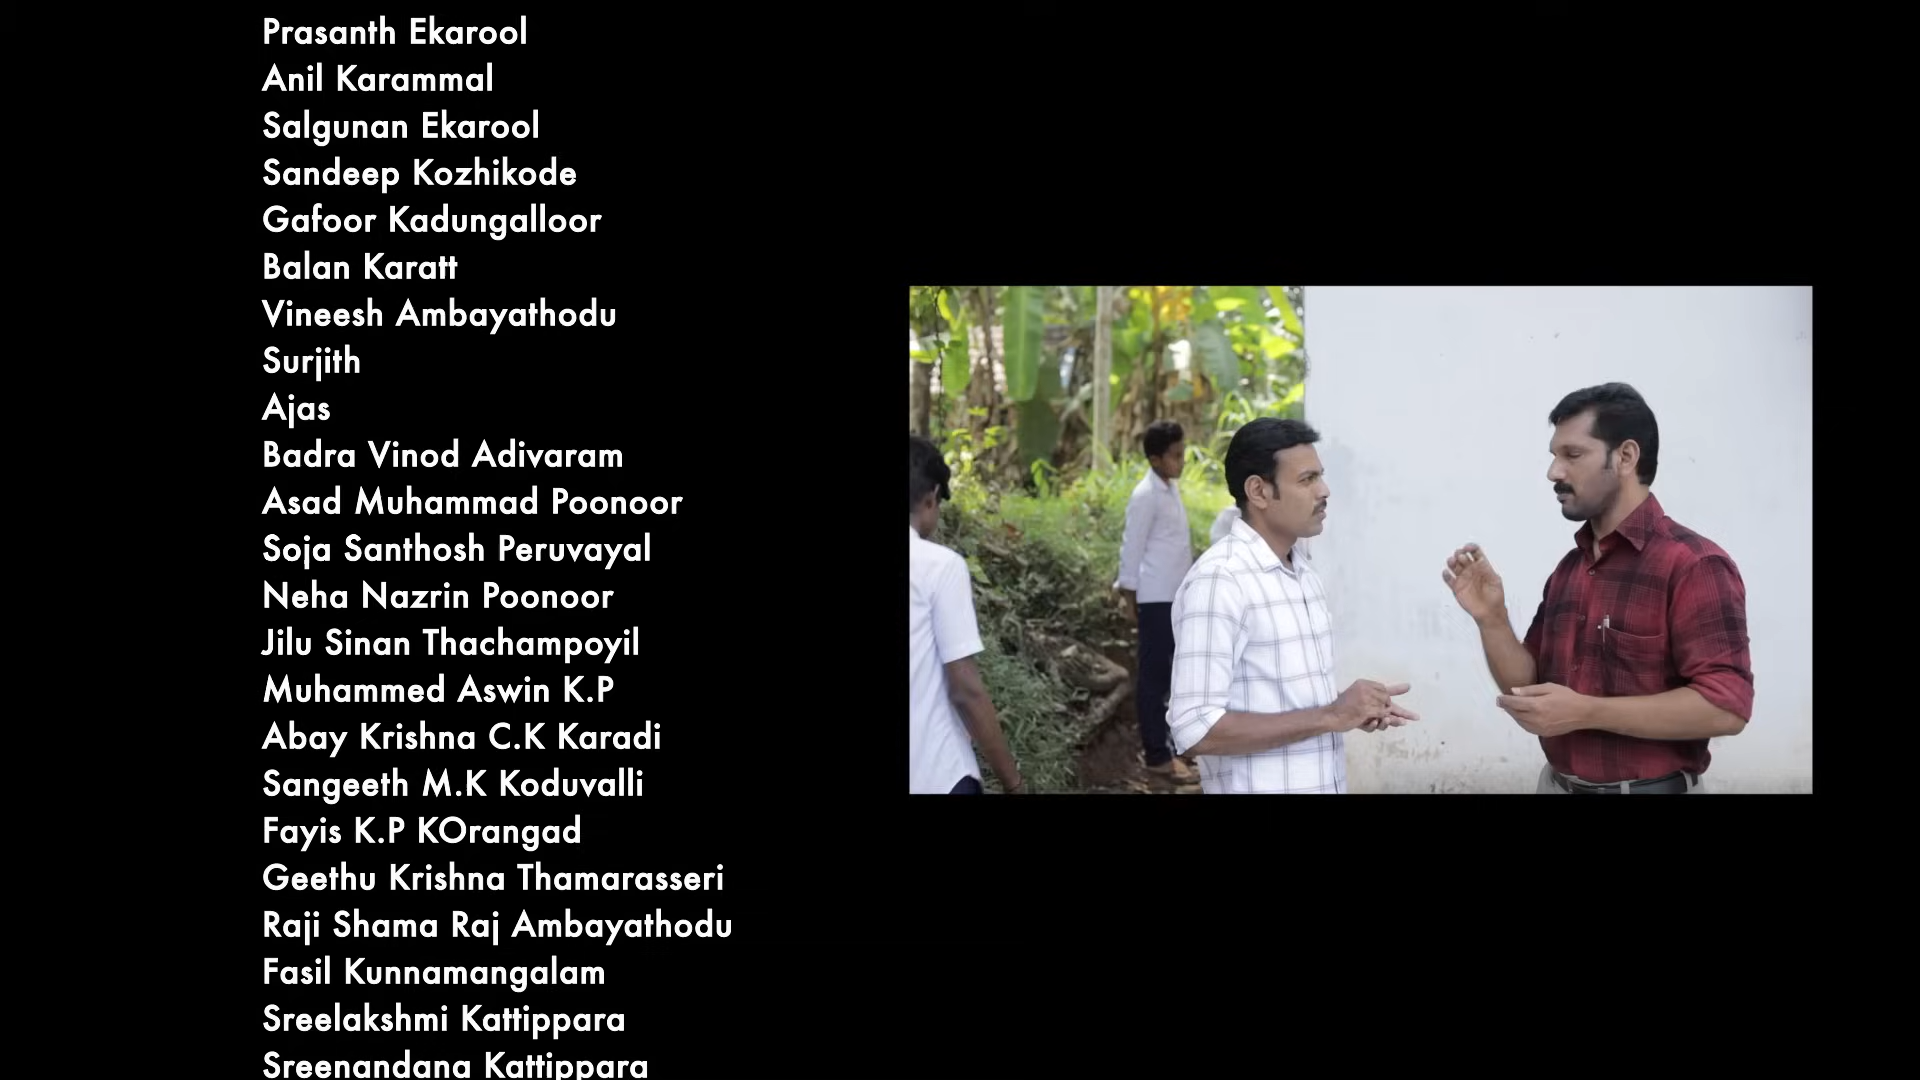 Prasanth Ekarool
Anil Karammal
Salgunan Ekarool
Sandeep Kozhikode
Gafoor Kadungalloor
Balan Karatt
Vineesh Ambayathodu
Surjith
Ajas
Badra Vinod Adivaram
Asad Muhammad Poonoor
Soja Santhosh Peruvayal
Neha Nazrin Poonoor
Jilu Sinan Thachampoyil
Muhammed Aswin K.P
Abay Krishna C.K Karadi
Sangeeth M.K Koduvalli
Fayis K.P KOrangad
Geethu Krishna Thamarasseri
Raji Shama Raj Ambayathodu
Fasil Kunnamangalam
Sreelakshmi Kattippara
Sreenandana Kattippara